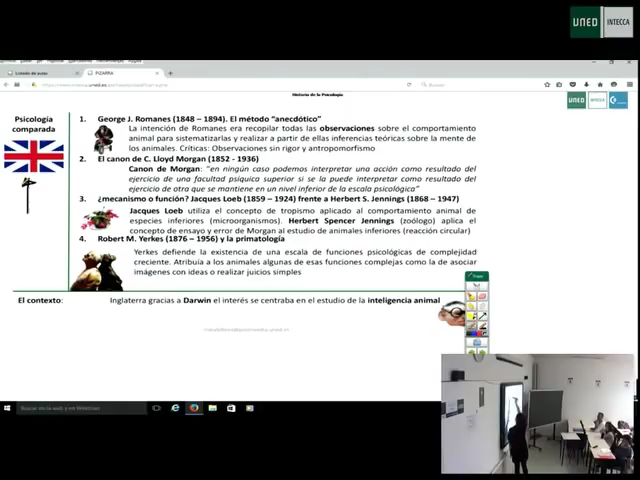 UNED INTECCA
Listado de aulas
PIZARRA
Buscar
Historia de la Psicología
UNED INTECCA
Psicología
comparada
1. George J. Romanes (1848 – 1894). El método "anecdótico"
La intención de Romanes era recopilar todas las observaciones sobre el comportamiento
animal para sistematizarlas y realizar a partir de ellas inferencias teóricas sobre la mente de
los animales. Críticas: Observaciones sin rigor y antropomorfismo
2. El canon de C. Lloyd Morgan (1852 - 1936)
Canon de Morgan: "en ningún caso podemos interpretar una acción como resultado del
ejercicio de una facultad psíquica superior si se la puede interpretar como resultado del
ejercicio de otra que se mantiene en un nivel inferior de la escala psicológica"
3. ¿mecanismo o función? Jacques Loeb (1859 – 1924) frente a Herbert S. Jennings (1868 – 1947)
Jacques Loeb utiliza el concepto de tropismo aplicado al comportamiento animal de
especies inferiores (microorganismos). Herbert Spencer Jennings (zoólogo) aplica el
concepto de ensayo y error de Morgan al estudio de animales inferiores (reacción circular)
4. Robert M. Yerkes (1876 – 1956) y la primatología
Yerkes defiende la existencia de una escala de funciones psicológicas de complejidad
creciente. Atribuía a los animales algunas de esas funciones complejas como la de asociar
imágenes con ideas o realizar juicios simples
El contexto: Inglaterra gracias a Darwin el interés se centraba en el estudio de la inteligencia animal
Buscar en la web y en Windows